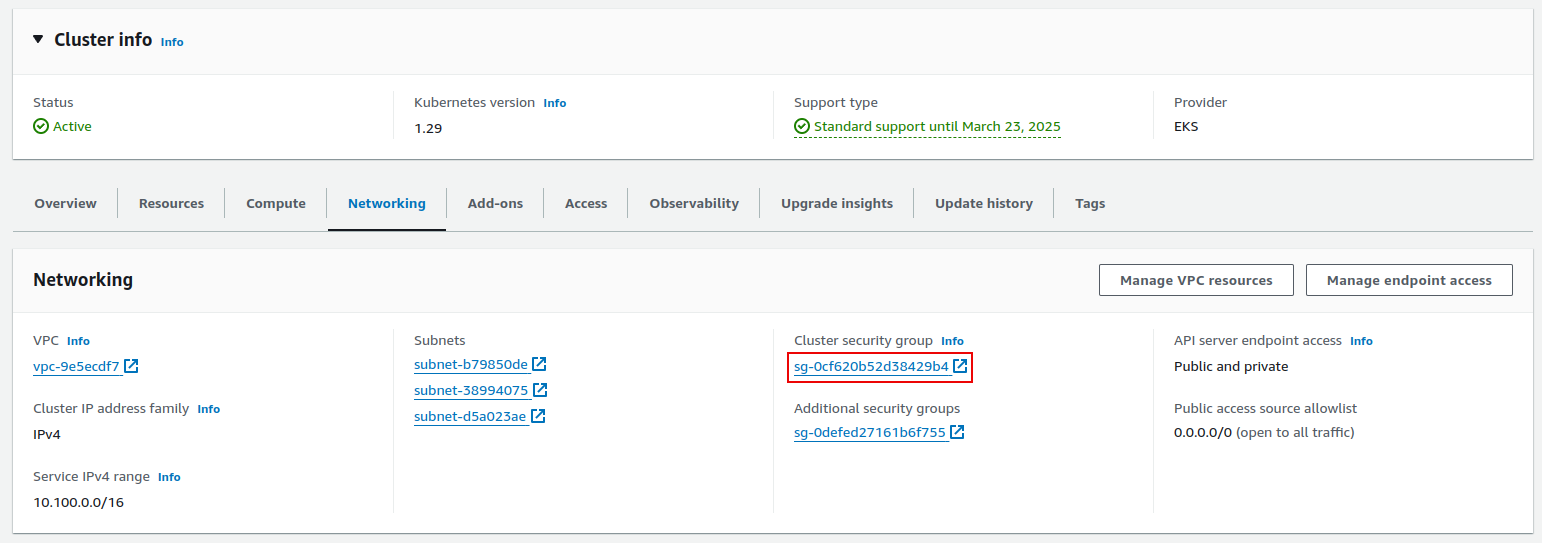 Cluster info Info
Status
Active
Kubernetes version Info
1.29
Support type
Standard support until March 23, 2025
Provider
EKS
Overview
Resources
Compute
Networking
Add-ons
Access
Observability
Upgrade insights
Update history
Tags
Networking
Manage VPC resources
Manage endpoint access
VPC Info
vpc-9e5ecdf7
Cluster IP address family Info
IPv4
Service IPv4 range Info
10.100.0.0/16
Subnets
subnet-b79850de
subnet-38994075
subnet-d5a023ae
Cluster security group Info
sg-0cf620b52d38429b4
Additional security groups
sg-0defed27161b6f755
API server endpoint access Info
Public and private
Public access source allowlist
0.0.0.0/0 (open to all traffic)